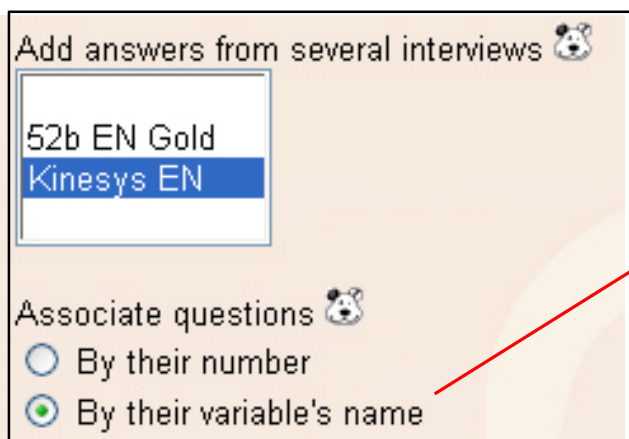 Add answers from several interviews
52b EN Gold
Kinesys EN
Associate questions
By their number
By their variable's name